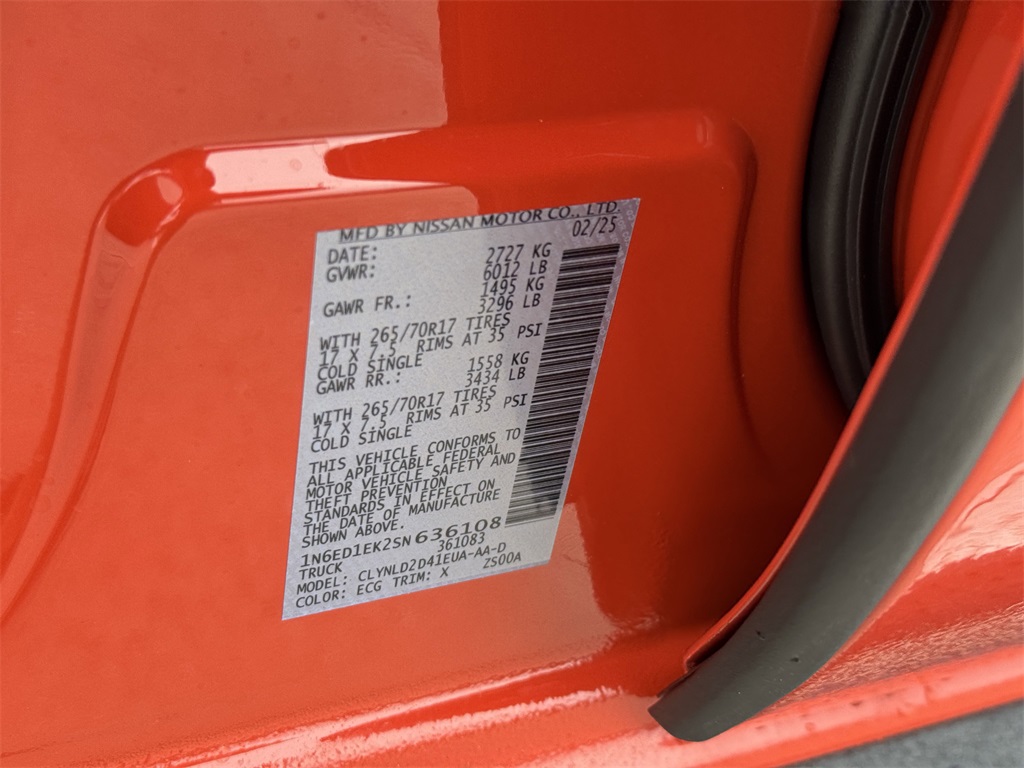 MFD BY NISSAN MOTOR CO., LTD
DATE: 02/25
GVWR: 2727 KG
6012 LB
GAWR FR.: 1495 KG
3296 LB
WITH 265/70R17 TIRES
17 X 7.5 RIMS AT 35 PSI
COLD SINGLE
GAWR RR.: 1558 KG
3434 LB
WITH 265/70R17 TIRES
17 X 7.5 RIMS AT 35 PSI
COLD SINGLE
THIS VEHICLE CONFORMS TO
ALL APPLICABLE FEDERAL
MOTOR VEHICLE SAFETY AND
THEFT PREVENTION
STANDARDS IN EFFECT ON
THE DATE OF MANUFACTURE
SHOWN ABOVE.
1N6ED1EK2SN636108
TRUCK 361083
MODEL: CLYNLD2D41EUA-AA-D
COLOR: ECG TRIM: X ZS00A